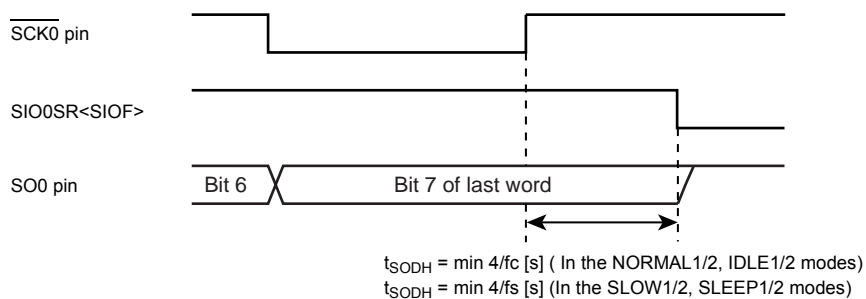 SCK0 pin
SIO0SR<SIOF>
SO0 pin
Bit 6
Bit 7 of last word
tSODH = min 4/fc [s] ( In the NORMAL1/2, IDLE1/2 modes)
tSODH = min 4/fs [s] (In the SLOW1/2, SLEEP1/2 modes)